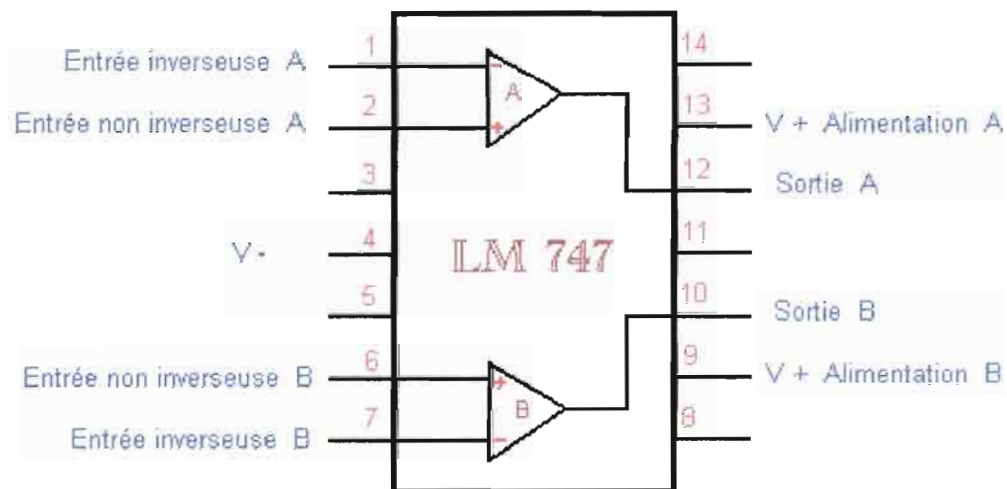 1 14
Entrée inverseuse A -
A
2 13
Entrée non inverseuse A + V + Alimentation A
3 12
Sortie A
4 11
V - LM 747
5 10
Sortie B
6 9
Entrée non inverseuse B + V + Alimentation B
B
7 8
Entrée inverseuse B -